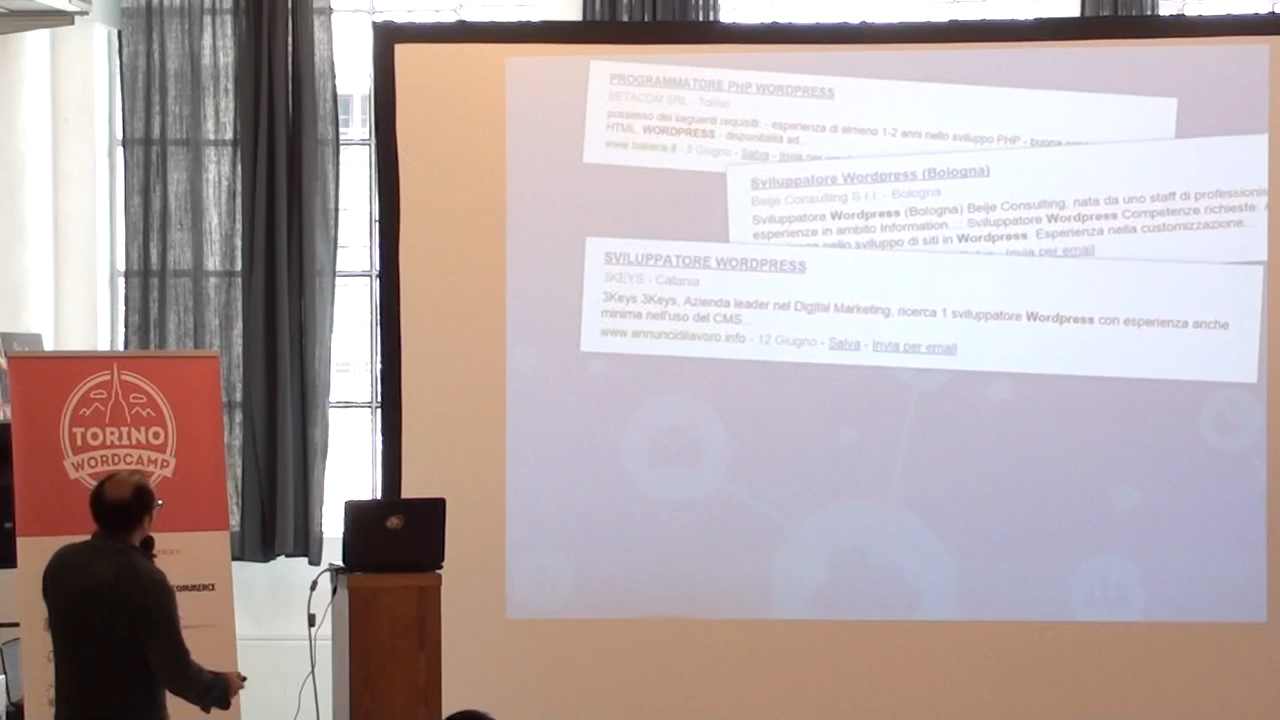 PROGRAMMATORE PHP WORDPRESS
BETACOM SRL - Torino
possesso dei seguenti requisiti: - esperienza di almeno 1-2 anni nello sviluppo PHP - buona
HTML, WORDPRESS - disponibilità ad...
5 Giugno - Salva - Invia per
Sviluppatore Wordpress (Bologna)
Beije Consulting S.r.l. - Bologna
Sviluppatore Wordpress (Bologna) Beije Consulting, nata da uno staff di professionis
esperienze in ambito Information.... Sviluppatore Wordpress Competenze richieste:
nello sviluppo di siti in Wordpress. Esperienza nella customizzazione...
Invia per email
SVILUPPATORE WORDPRESS
3KEYS - Catania
3Keys 3Keys, Azienda leader nel Digital Marketing, ricerca 1 sviluppatore Wordpress con esperienza anche
minima nell'uso del CMS...
www.annuncidilavoro.info - 12 Giugno - Salva - Invia per email
TORINO
WORDCAMP
COMMERCE